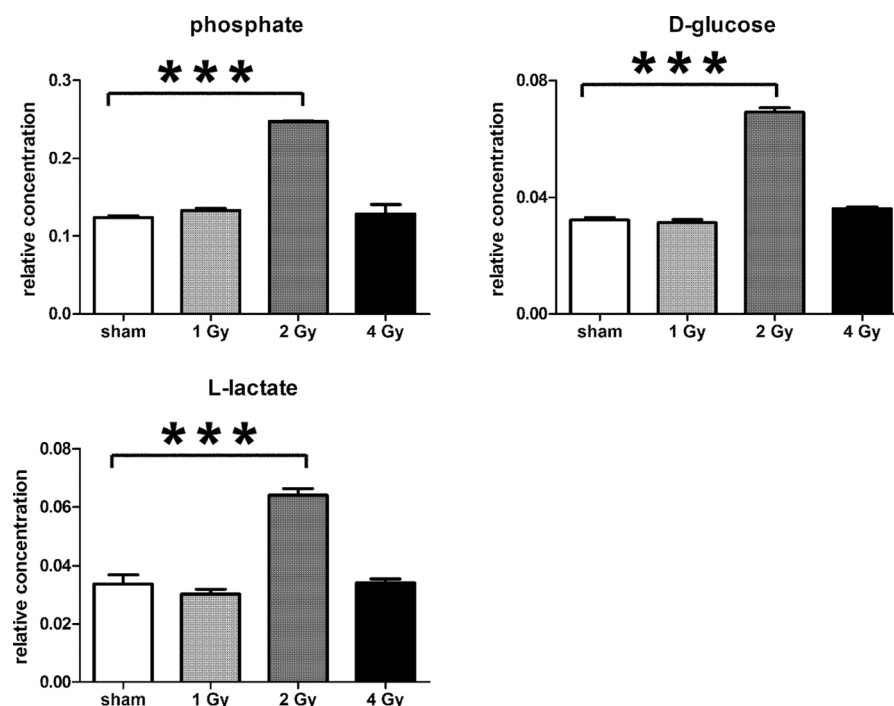 phosphate
***
relative concentration
0.3
0.2
0.1
0.0
sham 1 Gy 2 Gy 4 Gy
D-glucose
***
relative concentration
0.08
0.04
0.00
sham 1 Gy 2 Gy 4 Gy
L-lactate
***
relative concentration
0.08
0.06
0.04
0.02
0.00
sham 1 Gy 2 Gy 4 Gy